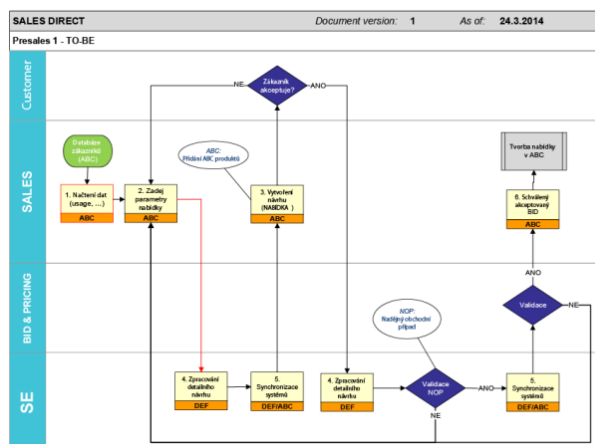 SALES DIRECT Document version: 1 As of: 24.3.2014
Presales 1 - TO-BE
Customer
Zákazník
akceptuje?
NE
ANO
SALES
Databáze
zákazníků
(ABC)
ABC:
Přidání ABC produktů
Tvorba nabídky
v ABC
1. Načtení dat
(usage, ...)
ABC
2. Zadej
parametry
nabídky
ABC
3. Vytvoření
návrhu
(NABÍDKA )
ABC
6. Schválený
akceptovaný
BID
ABC
BID & PRICING
ANO
Validace
NE
NOP:
Nadějný obchodní
případ
SE
4. Zpracování
detailního
návrhu
DEF
5.
Synchronizace
systémů
DEF/ABC
4. Zpracování
detailního
návrhu
DEF
Validace
NOP
ANO
NE
5.
Synchronizace
systémů
DEF/ABC